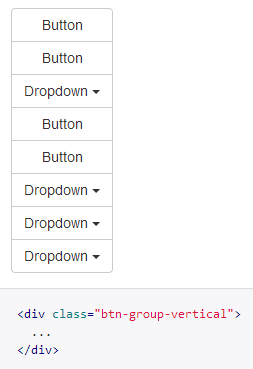 Button
Button
Dropdown
Button
Button
Dropdown
Dropdown
Dropdown
<div class="btn-group-vertical">
  ...
</div>